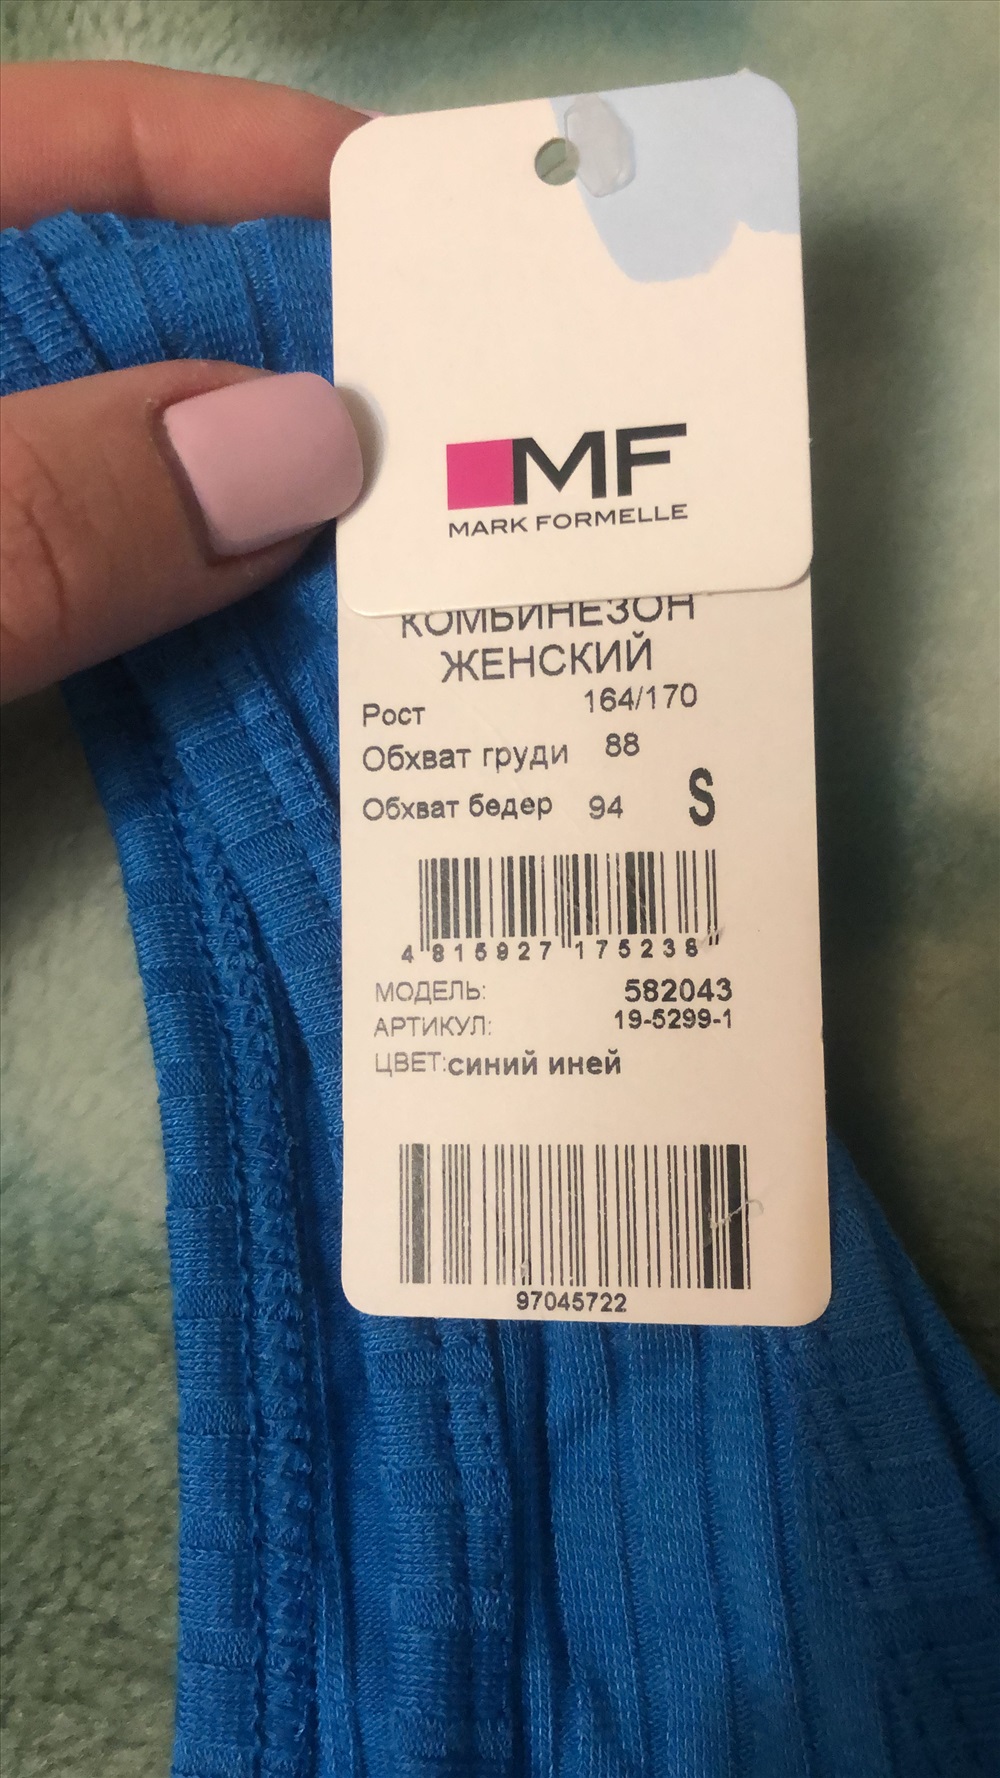 MF
MARK FORMELLE
КОМБИНЕЗОН
ЖЕНСКИЙ
Рост 164/170
Обхват груди 88
Обхват бедер 94 S
4 815927 175238
МОДЕЛЬ: 582043
АРТИКУЛ: 19-5299-1
ЦВЕТ:синий иней
97045722